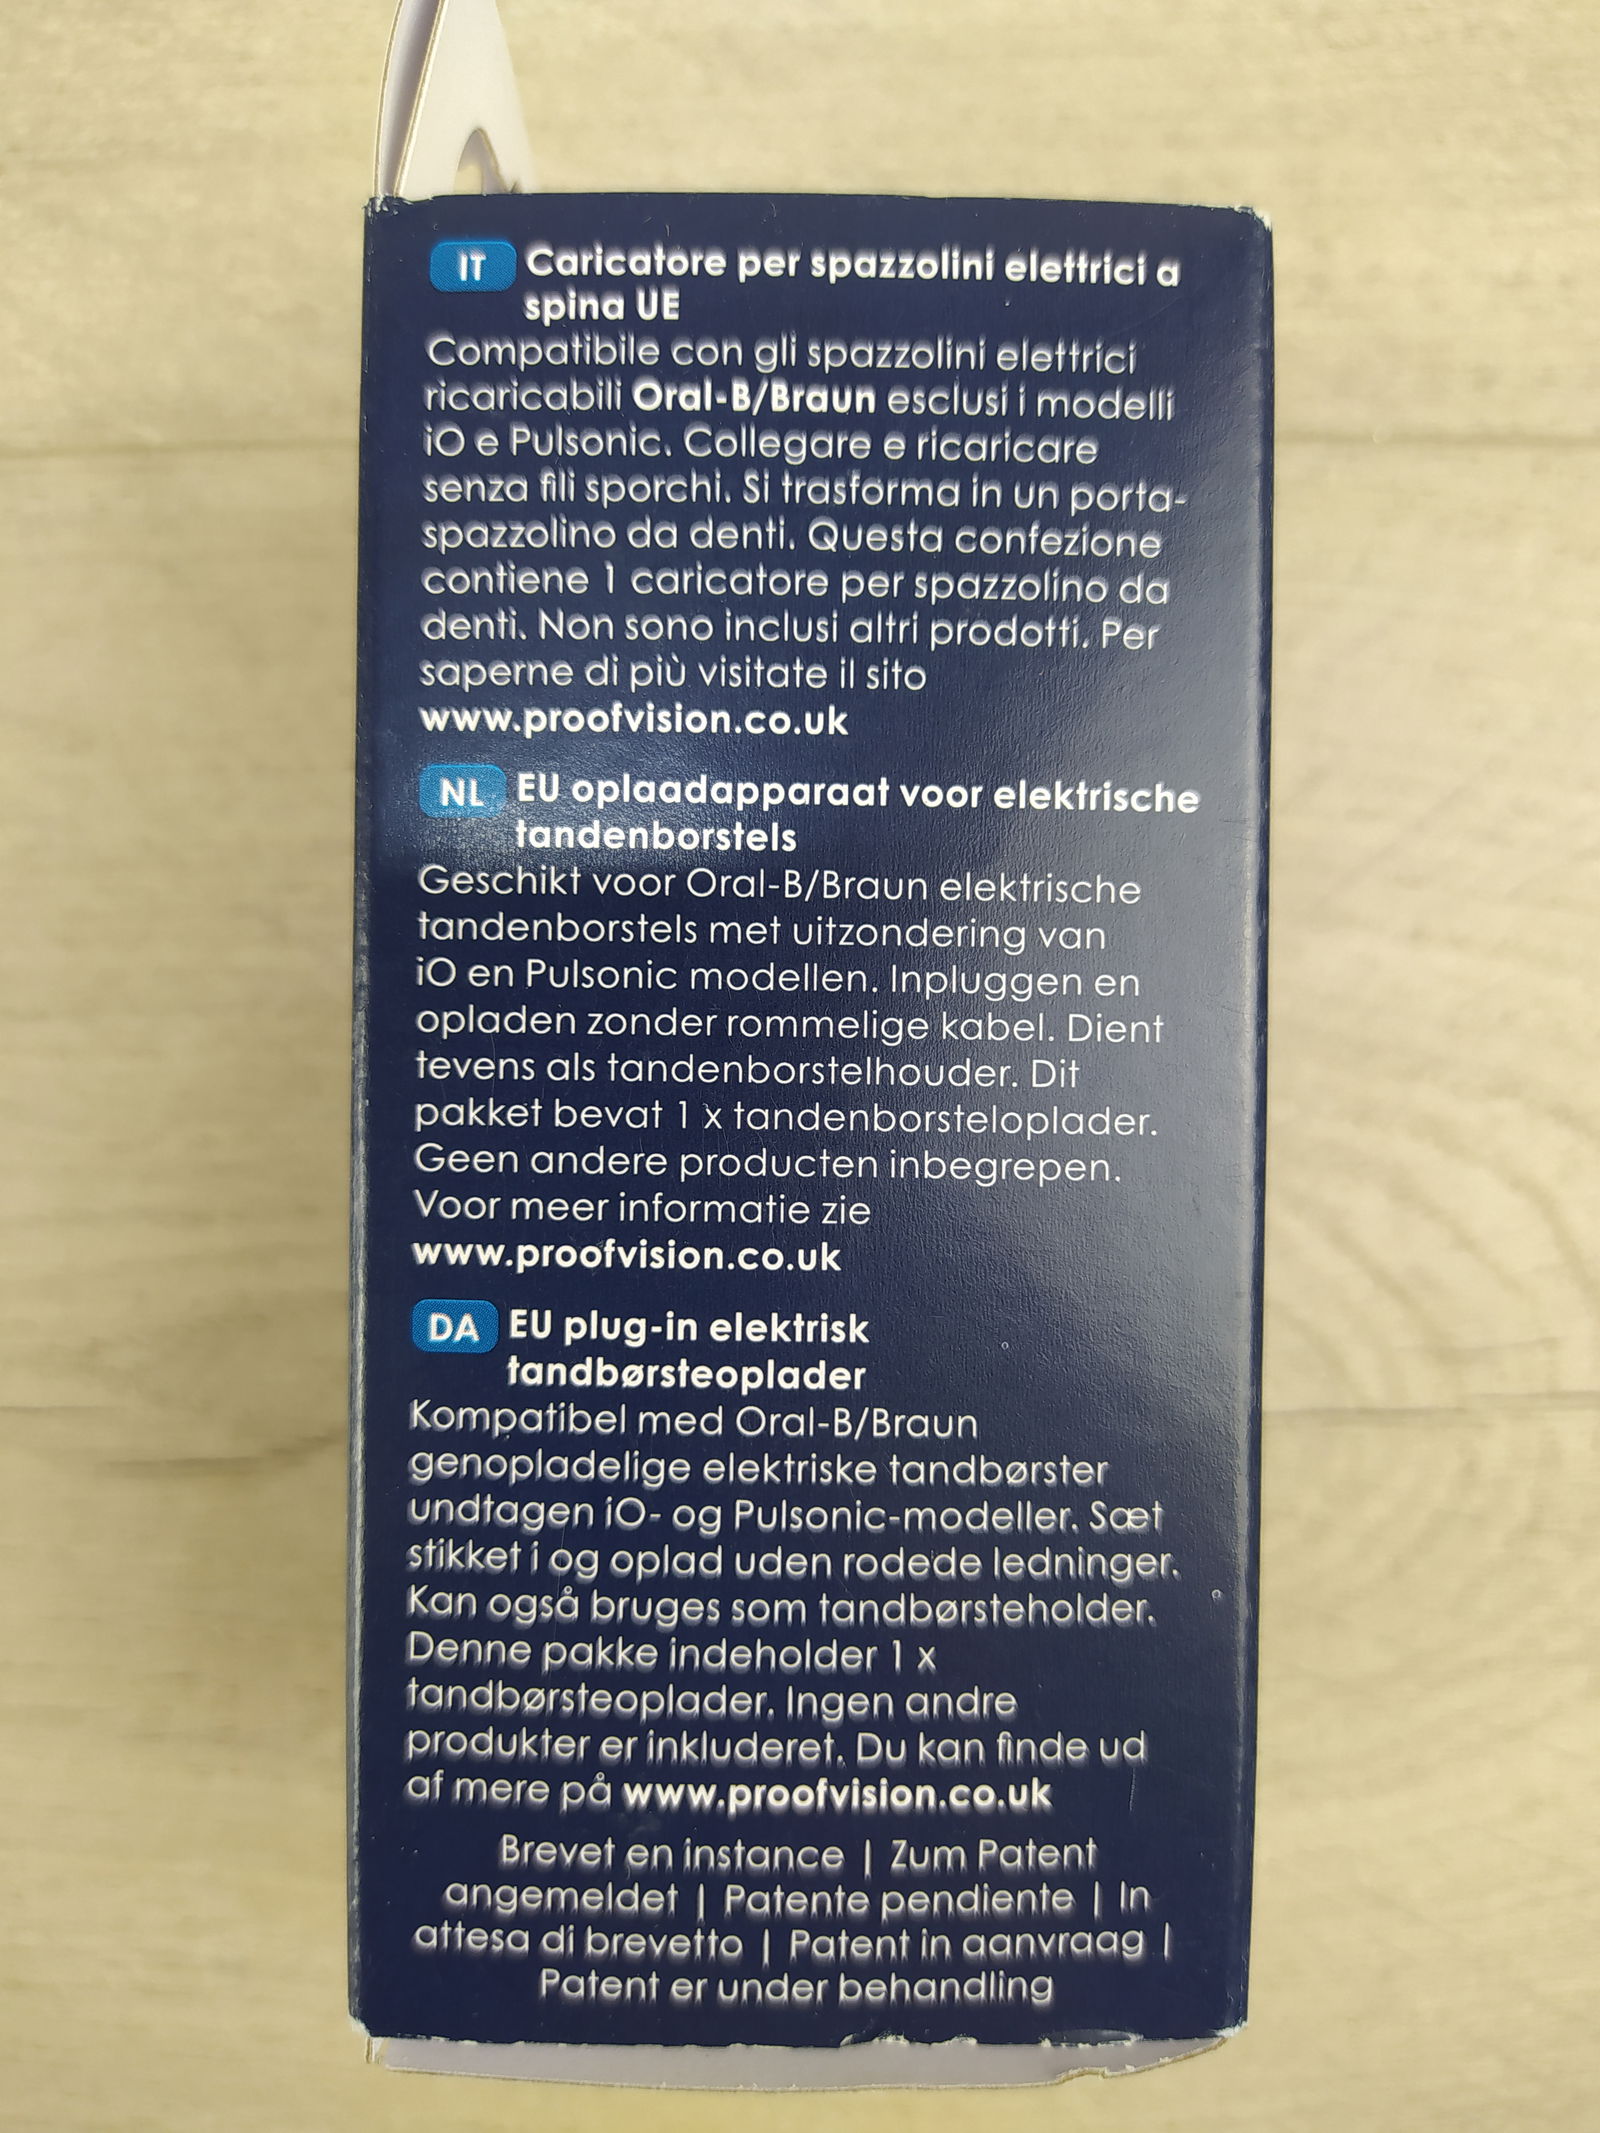 IT Caricatore per spazzolini elettrici a
spina UE
Compatibile con gli spazzolini elettrici
ricaricabili Oral-B/Braun esclusi i modelli
iO e Pulsonic. Collegare e ricaricare
senza fili sporchi. Si trasforma in un porta-
spazzolino da denti. Questa confezione
contiene 1 caricatore per spazzolino da
denti. Non sono inclusi altri prodotti. Per
saperne di più visitate il sito
www.proofvision.co.uk
NL EU oplaadapparaat voor elektrische
tandenborstels
Geschikt voor Oral-B/Braun elektrische
tandenborstels met uitzondering van
iO en Pulsonic modellen. Inpluggen en
opladen zonder rommelige kabel. Dient
tevens als tandenborstelhouder. Dit
pakket bevat 1 x tandenborsteloplader.
Geen andere producten inbegrepen.
Voor meer informatie zie
www.proofvision.co.uk
DA EU plug-in elektrisk
tandbørsteoplader
Kompatibel med Oral-B/Braun
genopladelige elektriske tandbørster
undtagen iO- og Pulsonic-modeller. Sæt
stikket i og oplad uden rodede ledninger.
Kan også bruges som tandbørsteholder.
Denne pakke indeholder 1 x
tandbørsteoplader. Ingen andre
produkter er inkluderet. Du kan finde ud
af mere på www.proofvision.co.uk
Brevet en instance | Zum Patent
angemeldet | Patente pendiente | In
attesa di brevetto | Patent in aanvraag |
Patent er under behandling